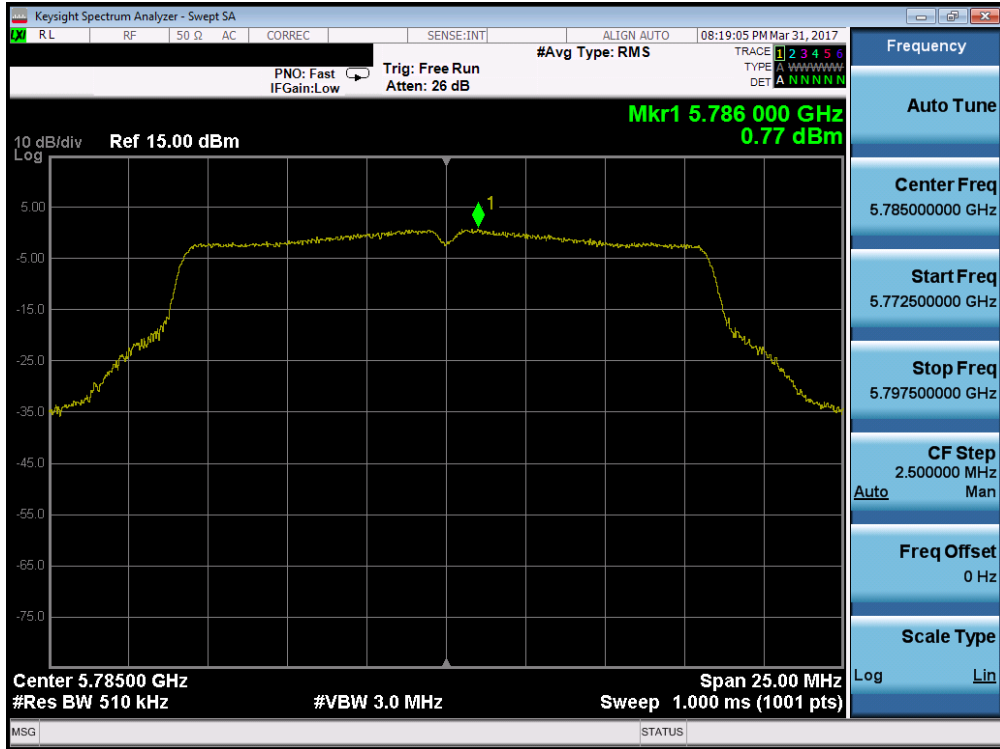 Keysight Spectrum Analyzer - Swept SA
LXI RL RF 50 Ω AC CORREC SENSE:INT ALIGN AUTO 08:19:05 PM Mar 31, 2017
Frequency
PNO: Fast
IFGain:Low
Trig: Free Run
Atten: 26 dB
#Avg Type: RMS
TRACE 1 2 3 4 5 6
TYPE A WWWWW
DET A N N N N N
Auto Tune
Mkr1 5.786 000 GHz
0.77 dBm
10 dB/div
Log
Ref 15.00 dBm
1
5.00
-5.00
-15.0
-25.0
-35.0
-45.0
-55.0
-65.0
-75.0
Center Freq
5.785000000 GHz
Start Freq
5.772500000 GHz
Stop Freq
5.797500000 GHz
CF Step
2.500000 MHz
Auto Man
Freq Offset
0 Hz
Scale Type
Log Lin
Center 5.78500 GHz
Span 25.00 MHz
#Res BW 510 kHz
#VBW 3.0 MHz
Sweep 1.000 ms (1001 pts)
MSG
STATUS